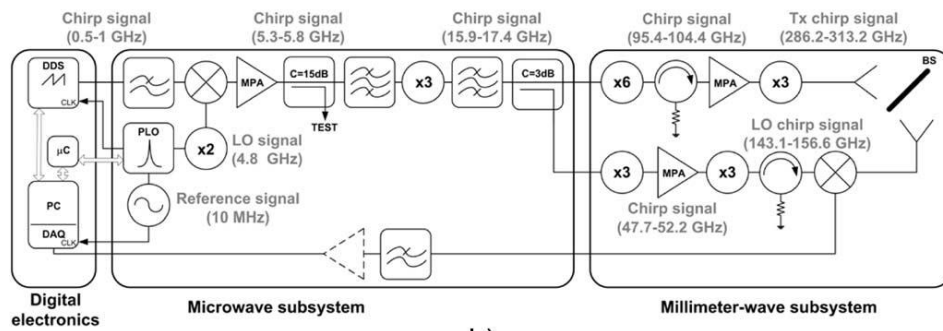 Chirp signal
(0.5-1 GHz)
Chirp signal
(5.3-5.8 GHz)
Chirp signal
(15.9-17.4 GHz)
Chirp signal
(95.4-104.4 GHz)
Tx chirp signal
(286.2-313.2 GHz)
DDS
CLK
MPA
C=15dB
TEST
x3
C=3dB
x6
MPA
x3
BS
µC
PLO
x2
LO signal
(4.8 GHz)
LO chirp signal
(143.1-156.6 GHz)
x3
MPA
x3
Reference signal
(10 MHz)
Chirp signal
(47.7-52.2 GHz)
PC
DAQ
CLK
Digital
electronics
Microwave subsystem
Millimeter-wave subsystem